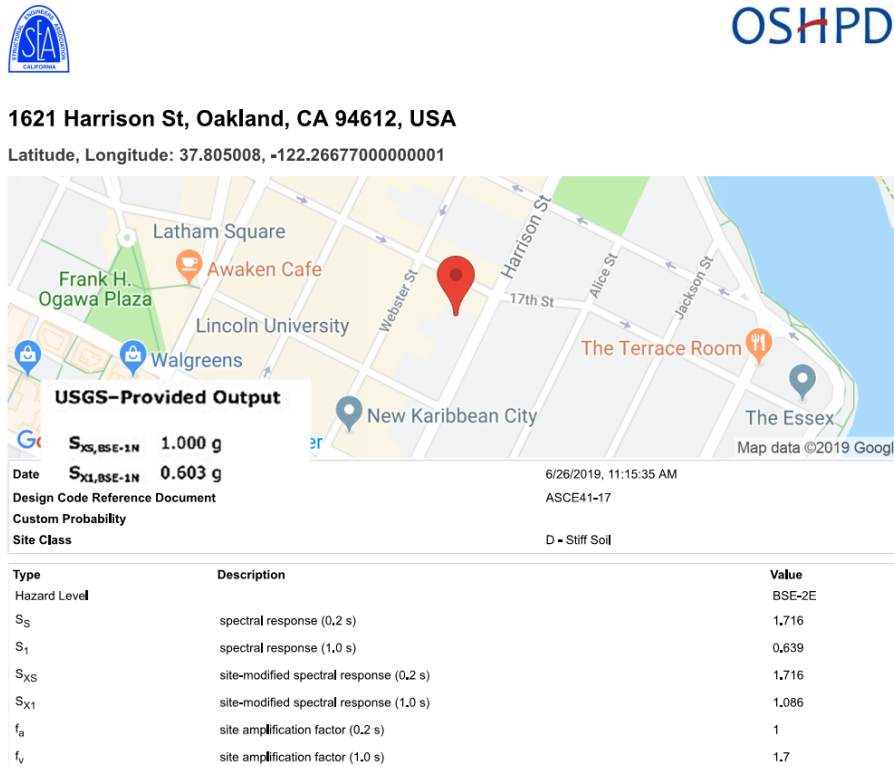 STRUCTURAL ENGINEERS ASSOCIATION
SEA
CALIFORNIA
OSHPD
1621 Harrison St, Oakland, CA 94612, USA
Latitude, Longitude: 37.805008, -122.26677000000001
Latham Square
Awaken Cafe
Frank H.
Ogawa Plaza
Webster St
Harrison St
Alice St
Jackson St
17th St
Lincoln University
Walgreens
The Terrace Room
New Karibbean City
The Essex
Go
er
Map data ©2019 Googl
USGS–Provided Output
SXS,BSE-1N 1.000 g
SX1,BSE-1N 0.603 g
Date 6/26/2019, 11:15:35 AM
Design Code Reference Document ASCE41-17
Custom Probability
Site Class D - Stiff Soil
Type Description Value
Hazard Level BSE-2E
SS spectral response (0.2 s) 1.716
S1 spectral response (1.0 s) 0.639
SXS site-modified spectral response (0.2 s) 1.716
SX1 site-modified spectral response (1.0 s) 1.086
fa site amplification factor (0.2 s) 1
fv site amplification factor (1.0 s) 1.7